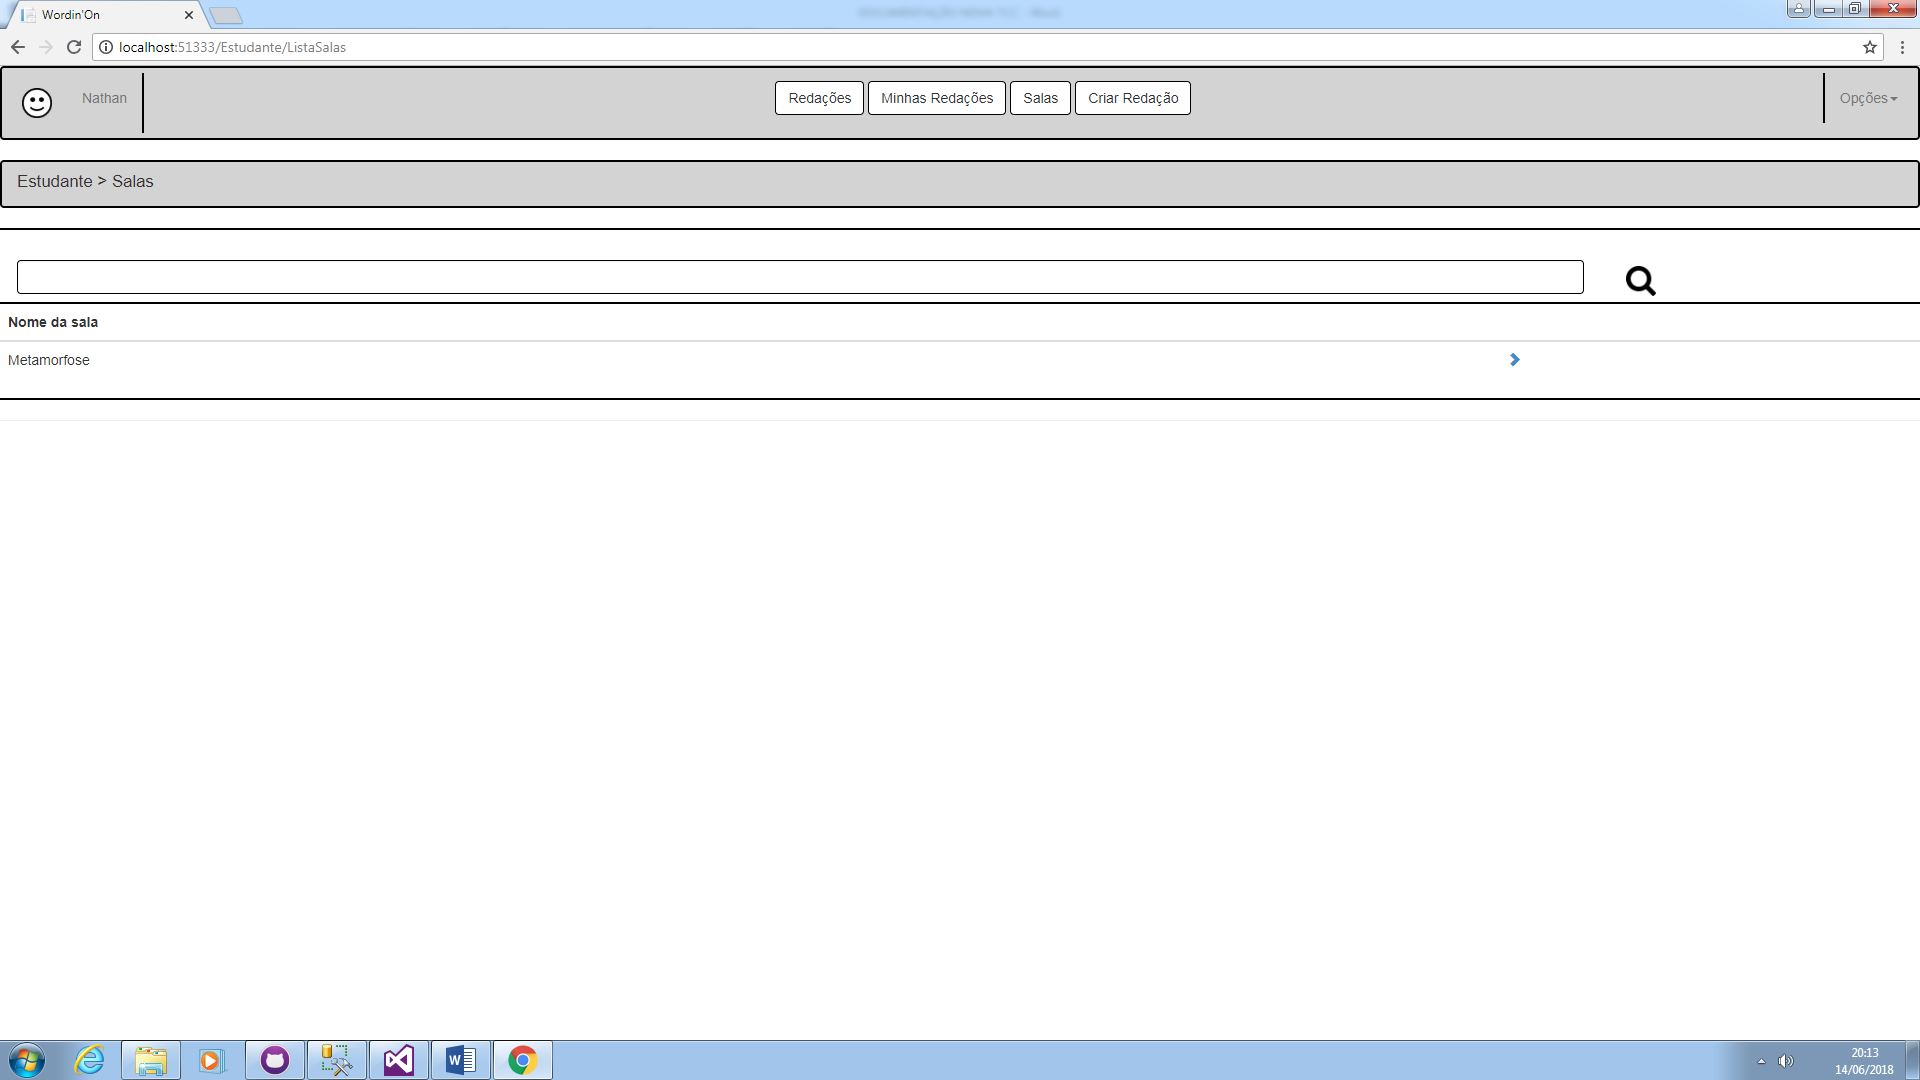 Wordin'On
localhost:51333/Estudante/ListaSalas
Nathan
Redações
Minhas Redações
Salas
Criar Redação
Opções
Estudante > Salas
Nome da sala
Metamorfose
20:13
14/06/2018